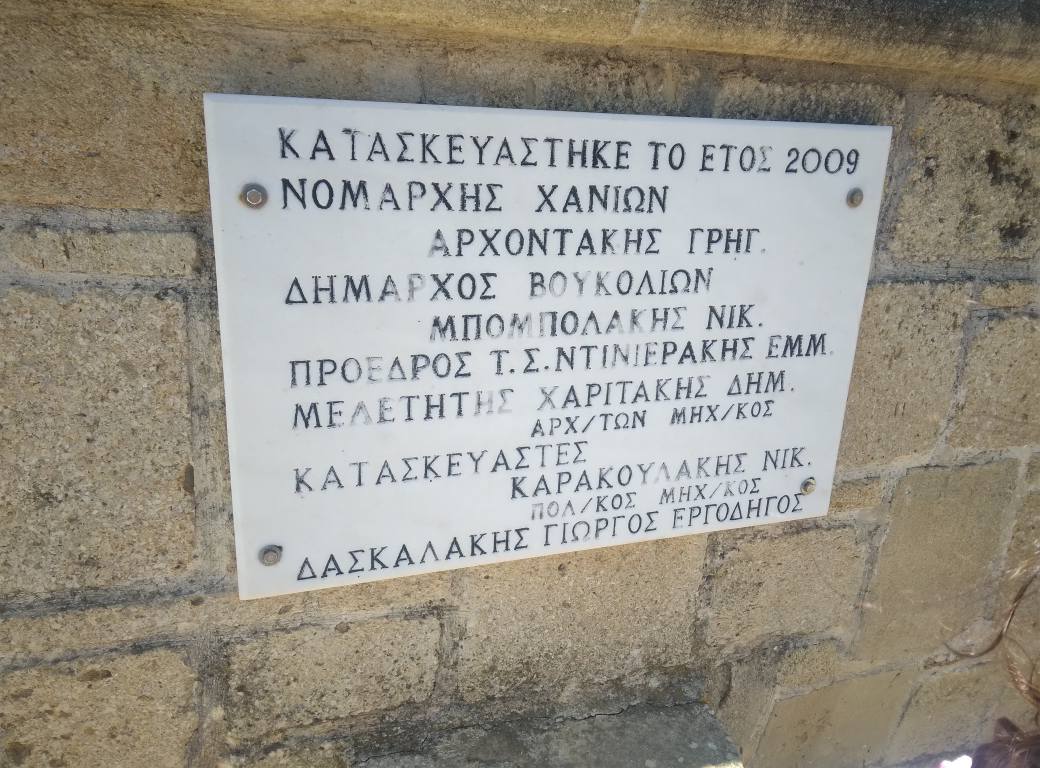 ΚΑΤΑΣΚΕΥΑΣΤΗΚΕ ΤΟ ΕΤΟΣ 2009
ΝΟΜΑΡΧΗΣ ΧΑΝΙΩΝ
ΑΡΧΟΝΤΑΚΗΣ ΓΡΗΓ.
ΔΗΜΑΡΧΟΣ ΒΟΥΚΟΛΙΩΝ
ΜΠΟΜΠΟΛΑΚΗΣ ΝΙΚ.
ΠΡΟΕΔΡΟΣ Τ.Σ.ΝΤΙΝΙΕΡΑΚΗΣ ΕΜΜ.
ΜΕΛΕΤΗΤΗΣ ΧΑΡΙΤΑΚΗΣ ΔΗΜ.
ΑΡΧ/ΤΩΝ ΜΗΧ/ΚΟΣ
ΚΑΤΑΣΚΕΥΑΣΤΕΣ
ΚΑΡΑΚΟΥΛΑΚΗΣ ΝΙΚ.
ΠΟΛ/ΚΟΣ ΜΗΧ/ΚΟΣ
ΔΑΣΚΑΛΑΚΗΣ ΓΙΩΡΓΟΣ ΕΡΓΟΔΗΓΟΣ